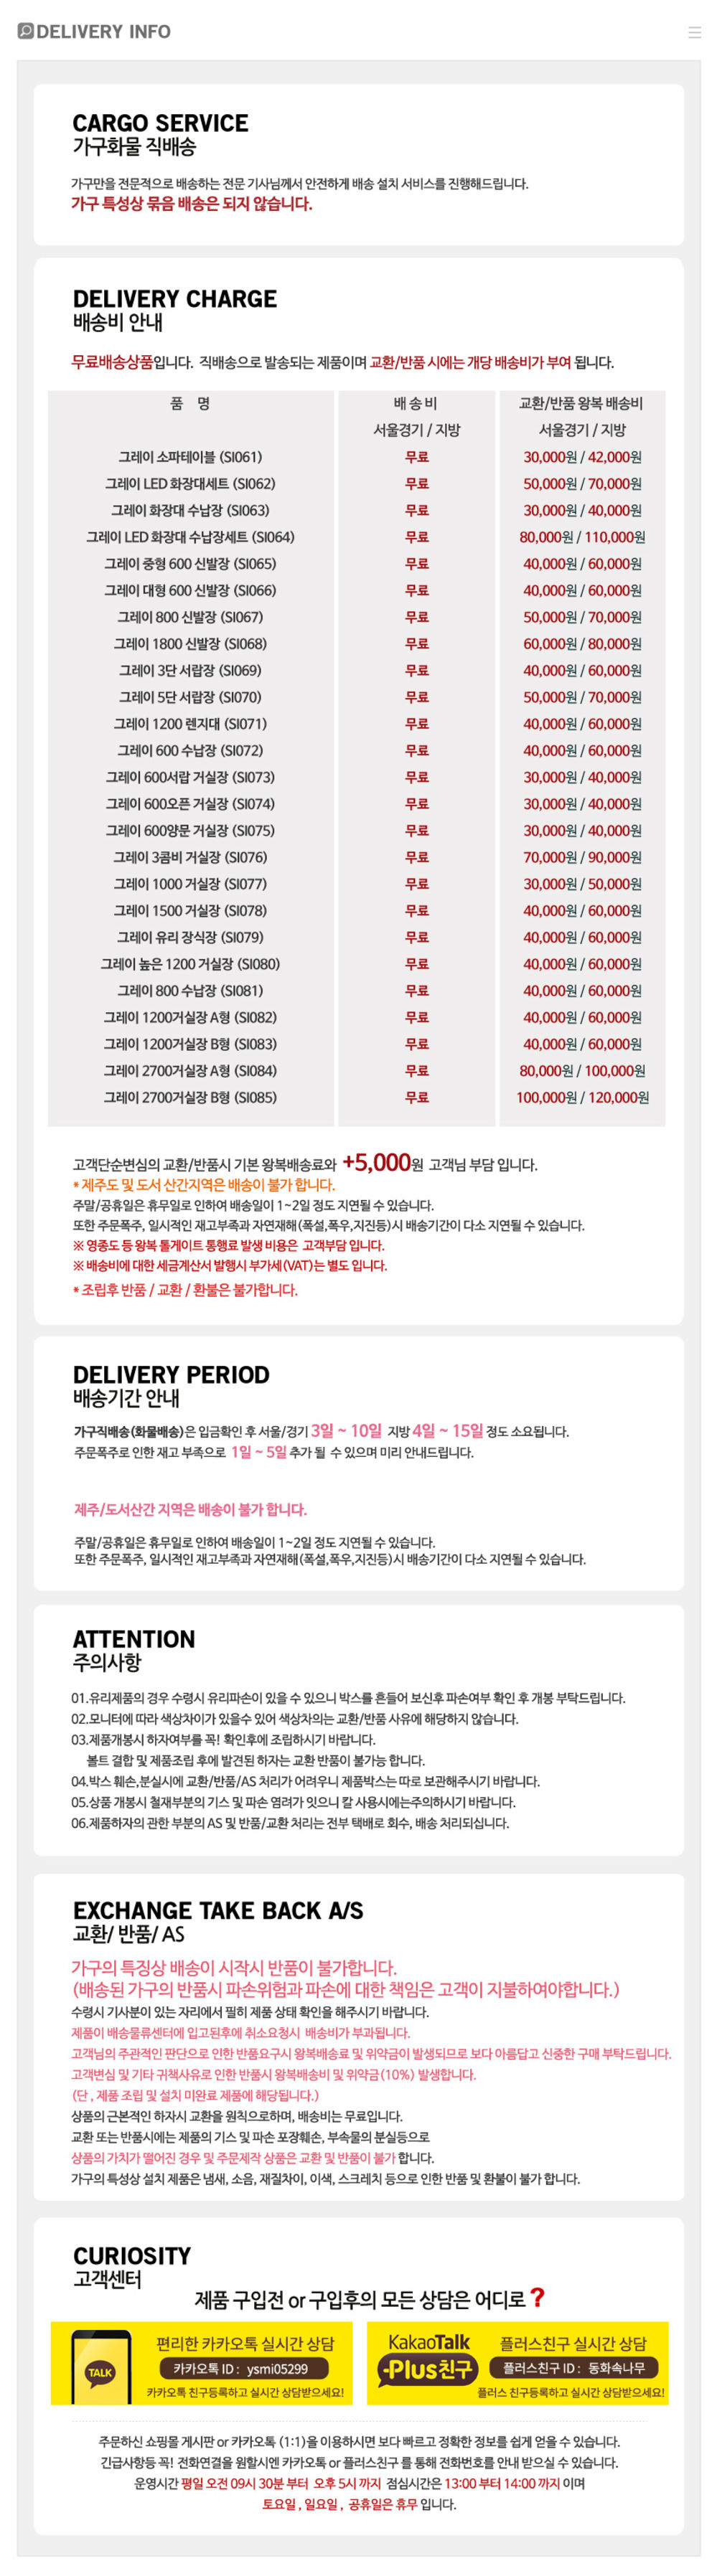 DELIVERY INFO
CARGO SERVICE
가구화물 직배송
가구만을 전문적으로 배송하는 전문 기사님께서 안전하게 배송 설치 서비스를 진행해드립니다.
가구 특성상 묶음 배송은 되지 않습니다.
DELIVERY CHARGE
배송비 안내
무료배송상품입니다. 직배송으로 발송되는 제품이며 교환/반품 시에는 개당 배송비가 부여 됩니다.
품 명 배 송 비 교환/반품 왕복 배송비
서울경기 / 지방 서울경기 / 지방
그레이 소파테이블 (SI061) 무료 30,000원 / 42,000원
그레이 LED 화장대세트 (SI062) 무료 50,000원 / 70,000원
그레이 화장대 수납장 (SI063) 무료 30,000원 / 40,000원
그레이 LED 화장대 수납장세트 (SI064) 무료 80,000원 / 110,000원
그레이 중형 600 신발장 (SI065) 무료 40,000원 / 60,000원
그레이 대형 600 신발장 (SI066) 무료 40,000원 / 60,000원
그레이 800 신발장 (SI067) 무료 50,000원 / 70,000원
그레이 1800 신발장 (SI068) 무료 60,000원 / 80,000원
그레이 3단 서랍장 (SI069) 무료 40,000원 / 60,000원
그레이 5단 서랍장 (SI070) 무료 50,000원 / 70,000원
그레이 1200 렌지대 (SI071) 무료 40,000원 / 60,000원
그레이 600 수납장 (SI072) 무료 40,000원 / 60,000원
그레이 600서랍 거실장 (SI073) 무료 30,000원 / 40,000원
그레이 600오픈 거실장 (SI074) 무료 30,000원 / 40,000원
그레이 600양문 거실장 (SI075) 무료 30,000원 / 40,000원
그레이 3콤비 거실장 (SI076) 무료 70,000원 / 90,000원
그레이 1000 거실장 (SI077) 무료 30,000원 / 50,000원
그레이 1500 거실장 (SI078) 무료 40,000원 / 60,000원
그레이 유리 장식장 (SI079) 무료 40,000원 / 60,000원
그레이 높은 1200 거실장 (SI080) 무료 40,000원 / 60,000원
그레이 800 수납장 (SI081) 무료 40,000원 / 60,000원
그레이 1200거실장 A형 (SI082) 무료 40,000원 / 60,000원
그레이 1200거실장 B형 (SI083) 무료 40,000원 / 60,000원
그레이 2700거실장 A형 (SI084) 무료 80,000원 / 100,000원
그레이 2700거실장 B형 (SI085) 무료 100,000원 / 120,000원
고객단순변심의 교환/반품시 기본 왕복배송료와 +5,000원 고객님 부담 입니다.
* 제주도 및 도서 산간지역은 배송이 불가 합니다.
주말/공휴일은 휴무일로 인하여 배송일이 1~2일 정도 지연될 수 있습니다.
또한 주문폭주, 일시적인 재고부족과 자연재해(폭설,폭우,지진등)시 배송기간이 다소 지연될 수 있습니다.
※ 영종도 등 왕복 톨게이트 통행료 발생 비용은 고객부담 입니다.
※ 배송비에 대한 세금계산서 발행시 부가세(VAT)는 별도 입니다.
* 조립후 반품 / 교환 / 환불은 불가합니다.
DELIVERY PERIOD
배송기간 안내
가구직배송(화물배송)은 입금확인 후 서울/경기 3일 ~ 10일 지방 4일 ~ 15일 정도 소요됩니다.
주문폭주로 인한 재고 부족으로 1일 ~ 5일 추가 될 수 있으며 미리 안내드립니다.
제주/도서산간 지역은 배송이 불가 합니다.
주말/공휴일은 휴무일로 인하여 배송일이 1~2일 정도 지연될 수 있습니다.
또한 주문폭주, 일시적인 재고부족과 자연재해(폭설,폭우,지진등)시 배송기간이 다소 지연될 수 있습니다.
ATTENTION
주의사항
01.유리제품의 경우 수령시 유리파손이 있을 수 있으니 박스를 흔들어 보신후 파손여부 확인 후 개봉 부탁드립니다.
02.모니터에 따라 색상차이가 있을수 있어 색상차의는 교환/반품 사유에 해당하지 않습니다.
03.제품개봉시 하자여부를 꼭! 확인후에 조립하시기 바랍니다.
볼트 결합 및 제품조립 후에 발견된 하자는 교환 반품이 불가능 합니다.
04.박스 훼손,분실시에 교환/반품/AS 처리가 어려우니 제품박스는 따로 보관해주시기 바랍니다.
05.상품 개봉시 철재부분의 기스 및 파손 염려가 잇으니 칼 사용시에는주의하시기 바랍니다.
06.제품하자의 관한 부분의 AS 및 반품/교환 처리는 전부 택배로 회수, 배송 처리되십니다.
EXCHANGE TAKE BACK A/S
교환/ 반품/ AS
가구의 특징상 배송이 시작시 반품이 불가합니다.
(배송된 가구의 반품시 파손위험과 파손에 대한 책임은 고객이 지불하여야합니다.)
수령시 기사분이 있는 자리에서 필히 제품 상태 확인을 해주시기 바랍니다.
제품이 배송물류센터에 입고된후에 취소요청시 배송비가 부과됩니다.
고객님의 주관적인 판단으로 인한 반품요구시 왕복배송료 및 위약금이 발생되므로 보다 아름답고 신중한 구매 부탁드립니다.
고객변심 및 기타 귀책사유로 인한 반품시 왕복배송비 및 위약금(10%) 발생합니다.
(단 , 제품 조립 및 설치 미완료 제품에 해당됩니다.)
상품의 근본적인 하자시 교환을 원칙으로하며, 배송비는 무료입니다.
교환 또는 반품시에는 제품의 기스 및 파손 포장훼손, 부속물의 분실등으로
상품의 가치가 떨어진 경우 및 주문제작 상품은 교환 및 반품이 불가 합니다.
가구의 특성상 설치 제품은 냄새, 소음, 재질차이, 이색, 스크레치 등으로 인한 반품 및 환불이 불가 합니다.
CURIOSITY
고객센터
제품 구입전 or 구입후의 모든 상담은 어디로 ?
TALK
편리한 카카오톡 실시간 상담
카카오톡 ID : ysmi05299
카카오톡 친구등록하고 실시간 상담받으세요!
KakaoTalk
Plus친구
플러스친구 실시간 상담
플러스친구 ID : 동화속나무
플러스 친구등록하고 실시간 상담받으세요!
주문하신 쇼핑몰 게시판 or 카카오톡 (1:1)을 이용하시면 보다 빠르고 정확한 정보를 쉽게 얻을 수 있습니다.
긴급사항등 꼭! 전화연결을 원할시엔 카카오톡 or 플러스친구 를 통해 전화번호를 안내 받으실 수 있습니다.
운영시간 평일 오전 09시 30분 부터 오후 5시 까지 점심시간은 13:00 부터 14:00 까지 이며
토요일 , 일요일 , 공휴일은 휴무 입니다.